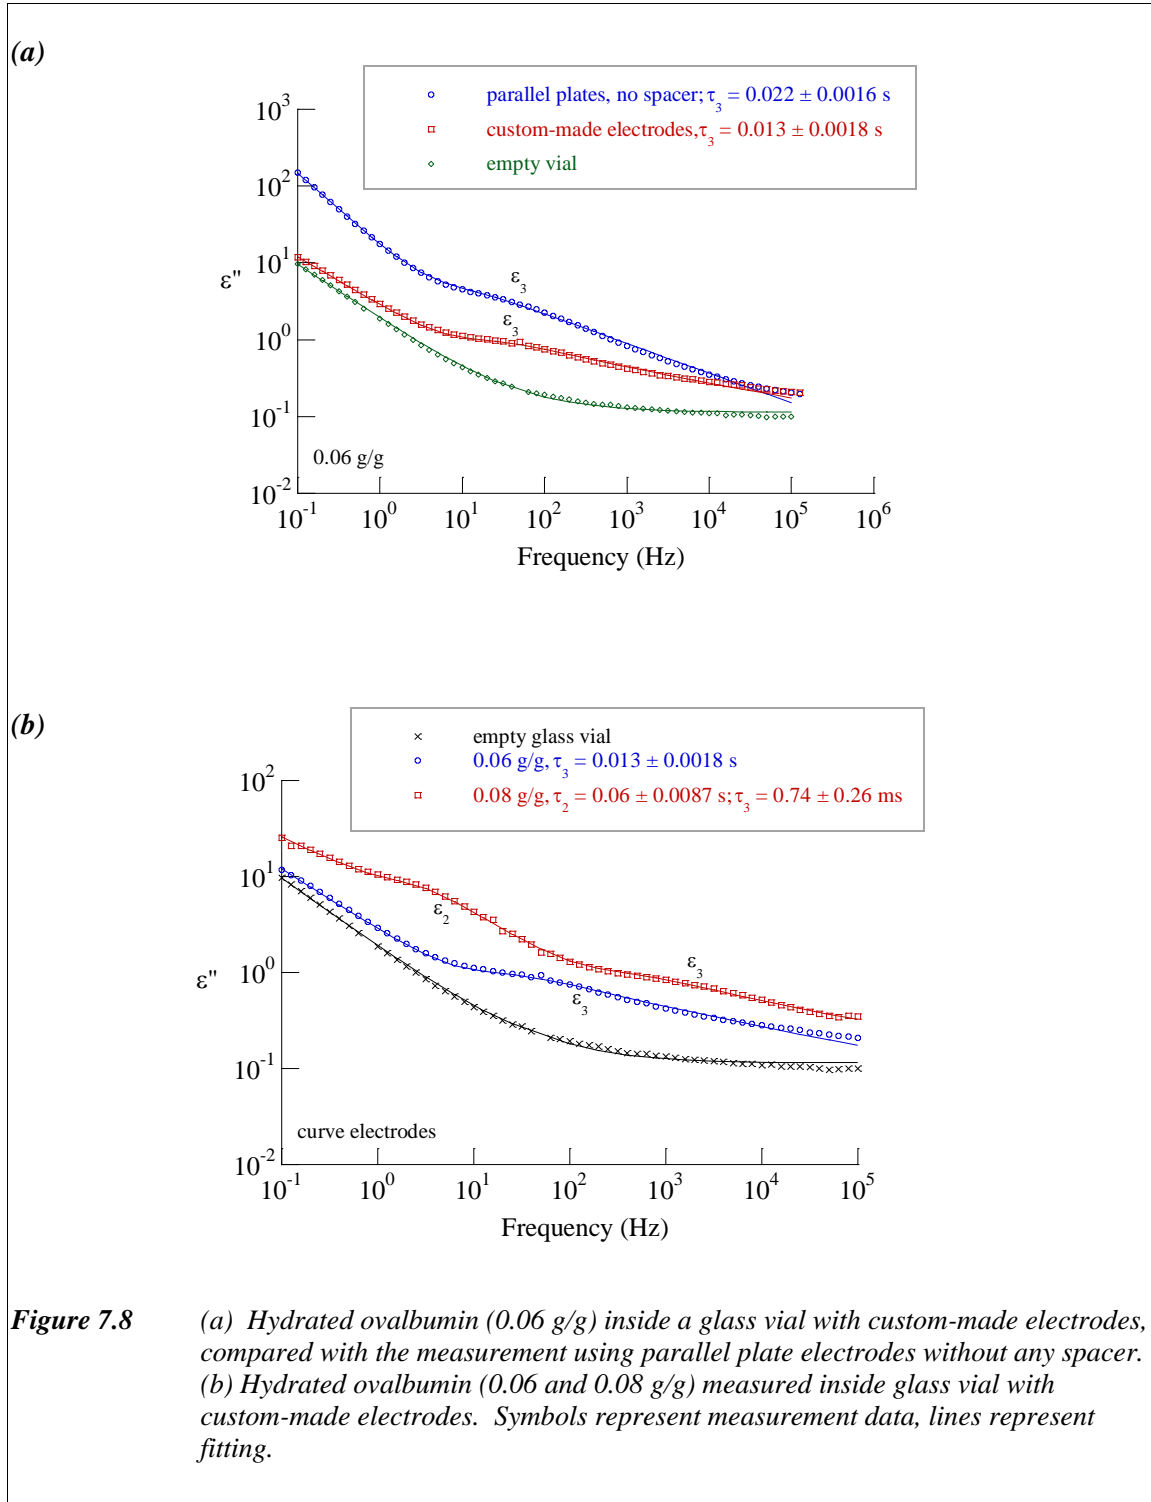 (a)
parallel plates, no spacer; τ3 = 0.022 ± 0.0016 s
custom-made electrodes, τ3 = 0.013 ± 0.0018 s
empty vial
10^3
10^2
10^1
10^0
10^-1
10^-2
ε"
ε3
ε3
0.06 g/g
10^-1 10^0 10^1 10^2 10^3 10^4 10^5 10^6
Frequency (Hz)
(b)
empty glass vial
0.06 g/g, τ3 = 0.013 ± 0.0018 s
0.08 g/g, τ2 = 0.06 ± 0.0087 s; τ3 = 0.74 ± 0.26 ms
10^2
10^1
10^0
10^-1
10^-2
ε"
ε2
ε3
ε3
curve electrodes
10^-1 10^0 10^1 10^2 10^3 10^4 10^5
Frequency (Hz)
Figure 7.8 (a) Hydrated ovalbumin (0.06 g/g) inside a glass vial with custom-made electrodes,
compared with the measurement using parallel plate electrodes without any spacer.
(b) Hydrated ovalbumin (0.06 and 0.08 g/g) measured inside glass vial with
custom-made electrodes. Symbols represent measurement data, lines represent
fitting.